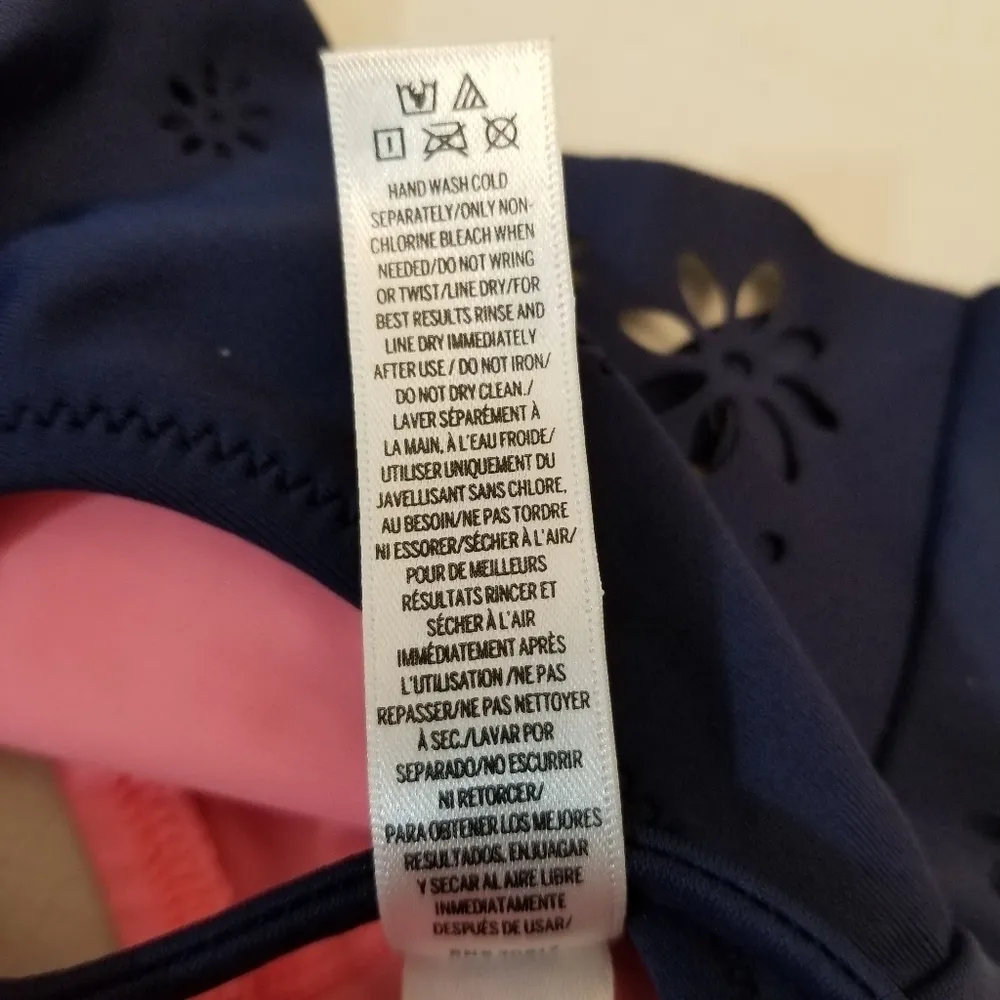 HAND WASH COLD
SEPARATELY/ONLY NON-
CHLORINE BLEACH WHEN
NEEDED/DO NOT WRING
OR TWIST/LINE DRY/FOR
BEST RESULTS RINSE AND
LINE DRY IMMEDIATELY
AFTER USE / DO NOT IRON/
DO NOT DRY CLEAN./
LAVER SÉPARÉMENT À
LA MAIN, À L'EAU FROIDE/
UTILISER UNIQUEMENT DU
JAVELLISANT SANS CHLORE,
AU BESOIN/NE PAS TORDRE
NI ESSORER/SÉCHER À L'AIR/
POUR DE MEILLEURS
RÉSULTATS RINCER ET
SÉCHER À L'AIR
IMMÉDIATEMENT APRÈS
L'UTILISATION /NE PAS
REPASSER/NE PAS NETTOYER
À SEC./LAVAR POR
SEPARADO/NO ESCURRIR
NI RETORCER/
PARA OBTENER LOS MEJORES
RESULTADOS, ENJUAGAR
Y SECAR AL AIRE LIBRE
INMEDIATAMENTE
DESPUÉS DE USAR/